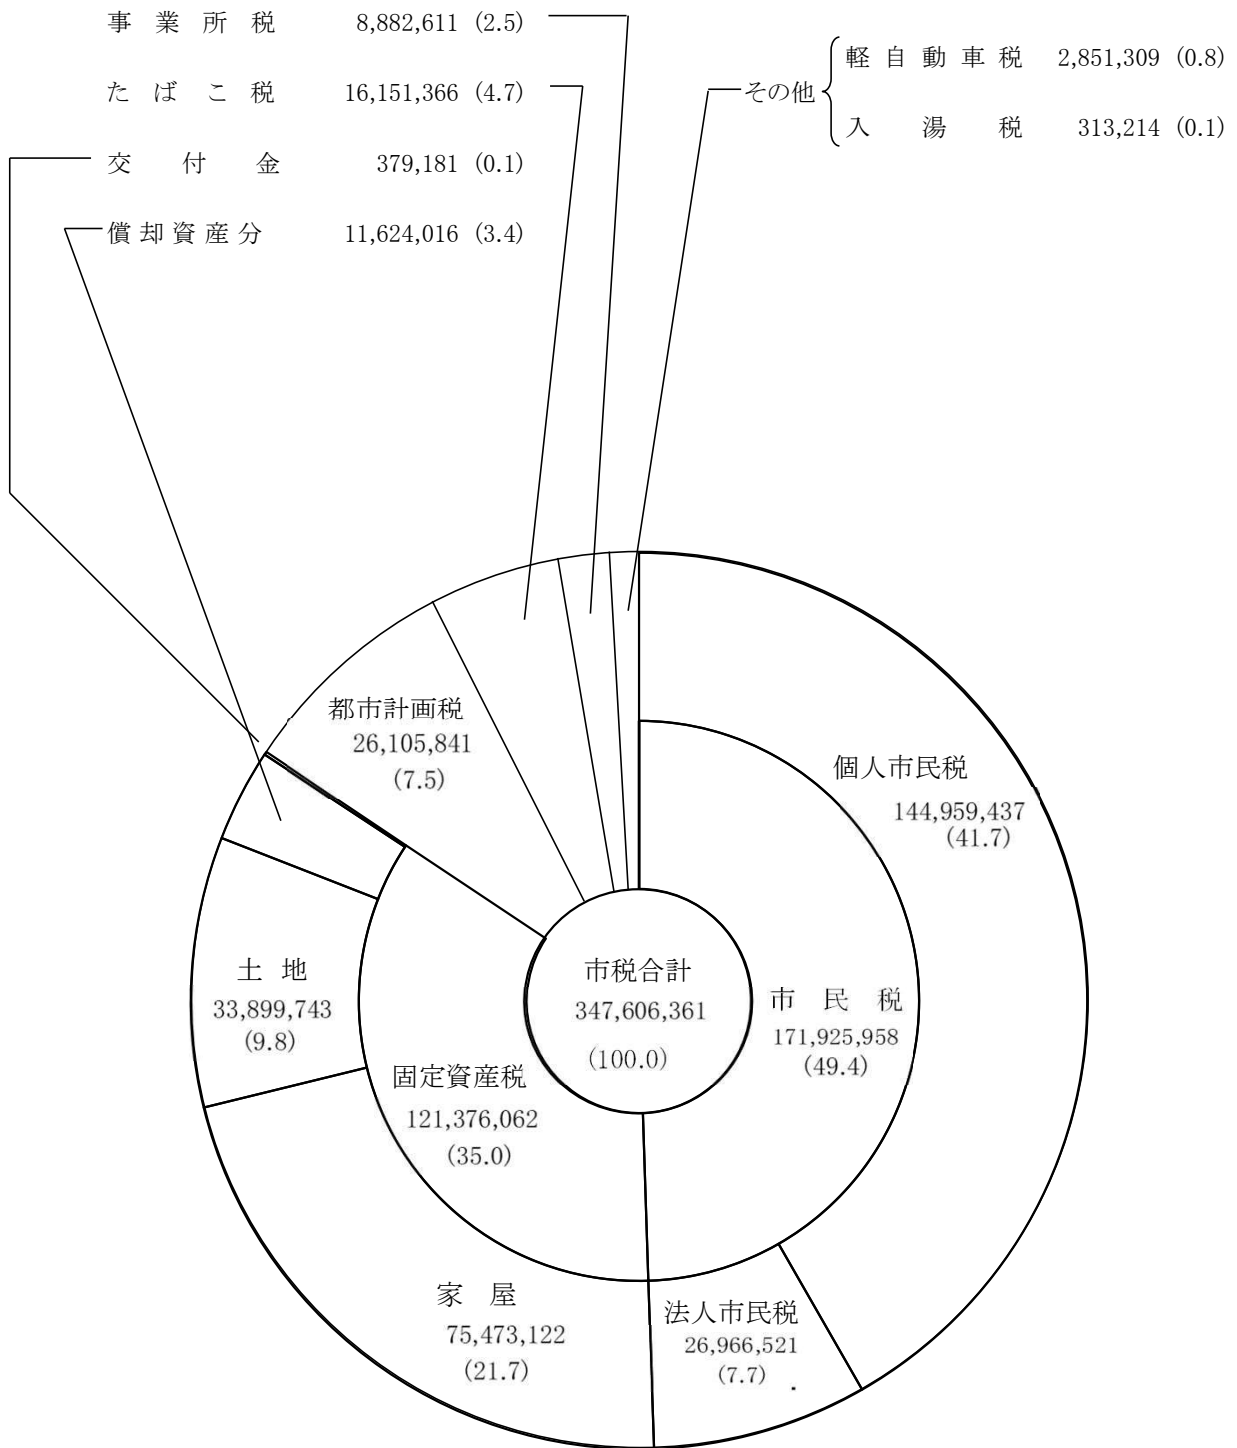 事業所税 8,882,611 (2.5)
たばこ税 16,151,366 (4.7)
交付金 379,181 (0.1)
償却資産分 11,624,016 (3.4)
その他
軽自動車税 2,851,309 (0.8)
入湯税 313,214 (0.1)
都市計画税
26,105,841
(7.5)
個人市民税
144,959,437
(41.7)
土地
33,899,743
(9.8)
市税合計
347,606,361
(100.0)
市民税
171,925,958
(49.4)
固定資産税
121,376,062
(35.0)
家屋
75,473,122
(21.7)
法人市民税
26,966,521
(7.7)